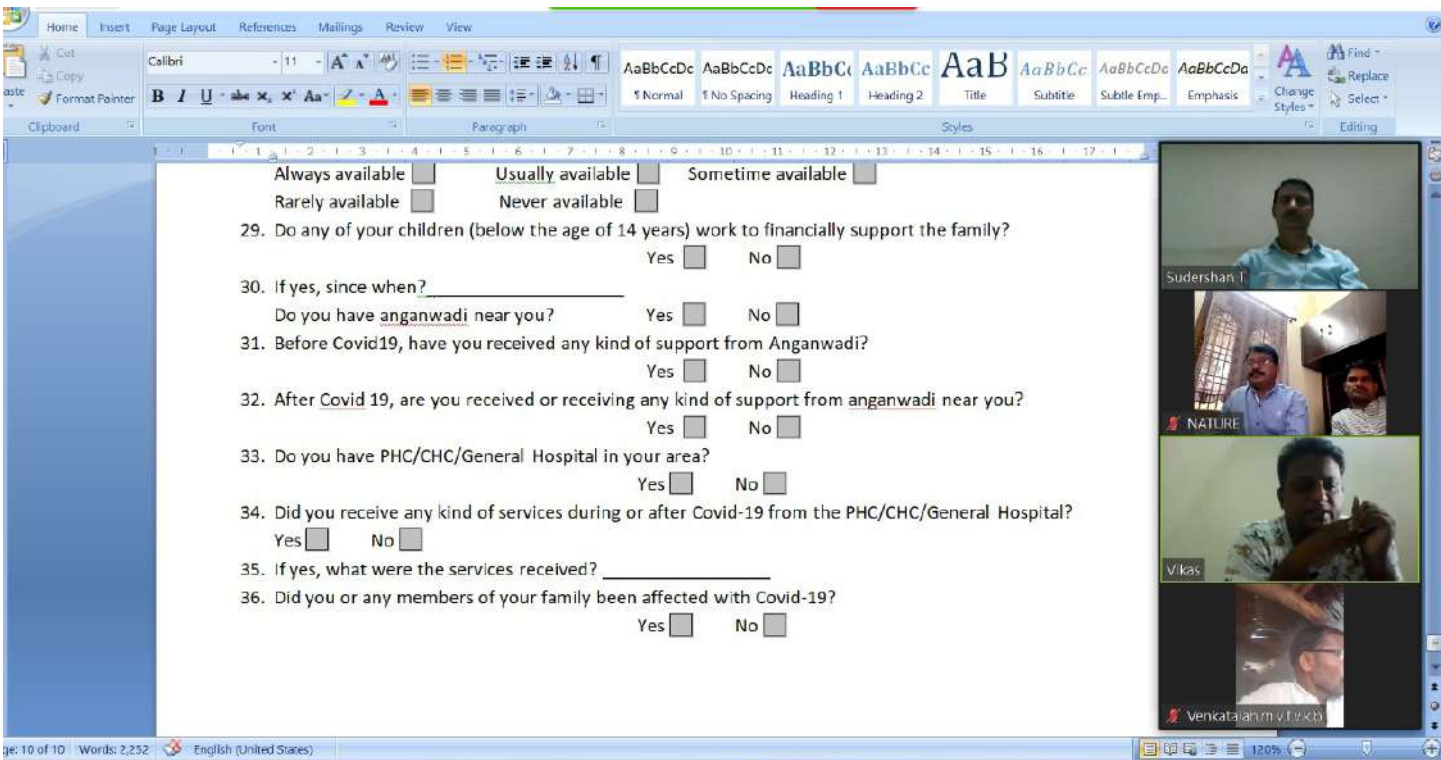 Home Insert Page Layout References Mailings Review View
Cut
Copy
Format Painter
Clipboard
Calibri 11
Font
Paragraph
AaBbCcDc AaBbCcDc AaBbCc AaBbCc AaB AaBbCc AaBbCcDc AaBbCcDa
¶ Normal ¶ No Spacing Heading 1 Heading 2 Title Subtitle Subtle Emp... Emphasis
Change Styles
Styles
Find
Replace
Select
Editing
Always available Usually available Sometime available
Rarely available Never available
29. Do any of your children (below the age of 14 years) work to financially support the family?
Yes No
30. If yes, since when?
Do you have anganwadi near you? Yes No
31. Before Covid19, have you received any kind of support from Anganwadi?
Yes No
32. After Covid 19, are you received or receiving any kind of support from anganwadi near you?
Yes No
33. Do you have PHC/CHC/General Hospital in your area?
Yes No
34. Did you receive any kind of services during or after Covid-19 from the PHC/CHC/General Hospital?
Yes No
35. If yes, what were the services received?
36. Did you or any members of your family been affected with Covid-19?
Yes No
Sudershan T
NATURE
Vikas
10 of 10 Words: 2,252 English (United States)
120%